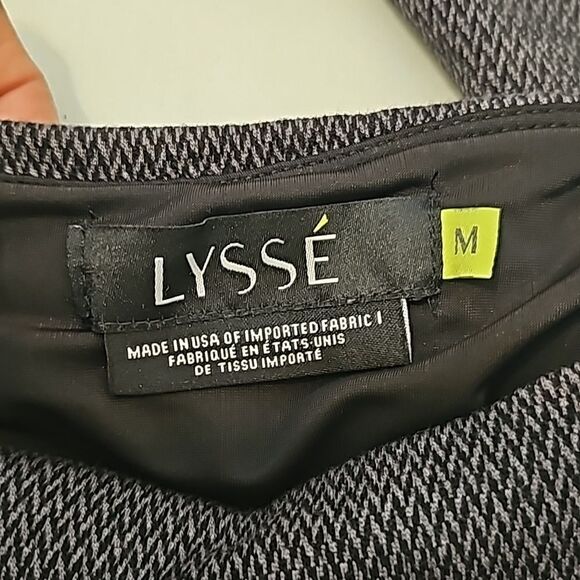 LYSSÉ
M
MADE IN USA OF IMPORTED FABRIC I
FABRIQUÉ EN ÉTATS-UNIS
DE TISSU IMPORTÉ